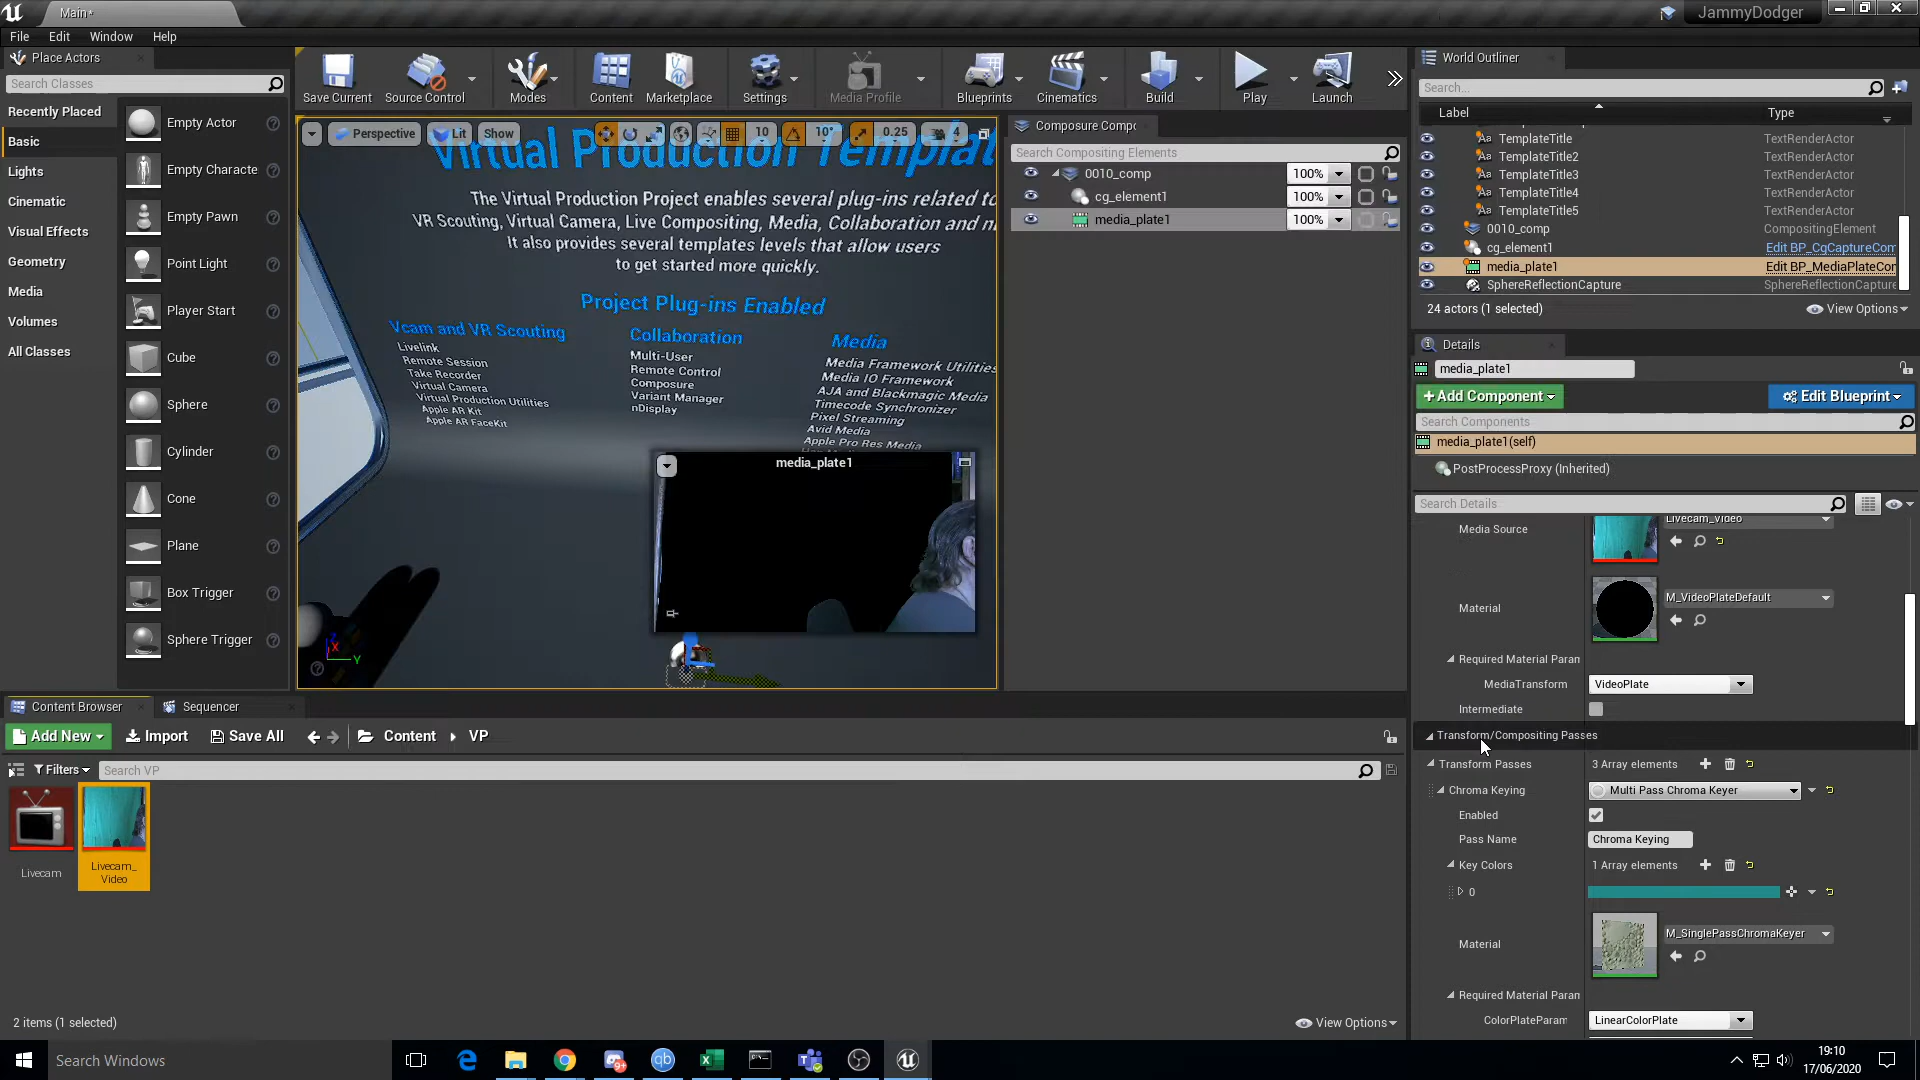 Main*
JammyDodger
File Edit Window Help
Place Actors
Search Classes
Recently Placed
Basic
Lights
Cinematic
Visual Effects
Geometry
Media
Volumes
All Classes
Empty Actor
Empty Characte
Empty Pawn
Point Light
Player Start
Cube
Sphere
Cylinder
Cone
Plane
Box Trigger
Sphere Trigger
Save Current
Source Control
Modes
Content
Marketplace
Settings
Media Profile
Blueprints
Cinematics
Build
Play
Launch
Perspective Lit Show 10 10° 0.25 4
Virtual Production Templat
The Virtual Production Project enables several plug-ins related to
VR Scouting, Virtual Camera, Live Compositing, Media, Collaboration and m
It also provides several templates levels that allow users
to get started more quickly.
Project Plug-ins Enabled
Vcam and VR Scouting
Livelink
Remote Session
Take Recorder
Virtual Camera
Virtual Production Utilities
Apple AR Kit
Apple AR FaceKit
Collaboration
Multi-User
Remote Control
Composure
Variant Manager
nDisplay
Media
Media Framework Utilities
Media IO Framework
AJA and Blackmagic Media
Timecode Synchronizer
Pixel Streaming
Avid Media
Apple Pro Res Media
media_plate1
X Y
Composure Compo
Search Compositing Elements
0010_comp 100%
cg_element1 100%
media_plate1 100%
World Outliner
Search...
Label Type
TemplateTitle TextRenderActor
TemplateTitle2 TextRenderActor
TemplateTitle3 TextRenderActor
TemplateTitle4 TextRenderActor
TemplateTitle5 TextRenderActor
0010_comp CompositingElement
cg_element1 Edit BP_CgCaptureCom
media_plate1 Edit BP_MediaPlateCor
SphereReflectionCapture SphereReflectionCapture
24 actors (1 selected) View Options
Details
media_plate1
+Add Component Edit Blueprint
Search Components
media_plate1(self)
PostProcessProxy (Inherited)
Search Details
Media Source Livecam_Video
Material M_VideoPlateDefault
Required Material Param
MediaTransform VideoPlate
Intermediate
Transform/Compositing Passes
Transform Passes 3 Array elements
Chroma Keying Multi Pass Chroma Keyer
Enabled
Pass Name Chroma Keying
Key Colors 1 Array elements
0
Material M_SinglePassChromaKeyer
Required Material Param
ColorPlateParam LinearColorPlate
Content Browser Sequencer
Add New Import Save All Content VP
Filters Search VP
Livecam
Livecam_
Video
2 items (1 selected) View Options
Search Windows
19:10
17/06/2020